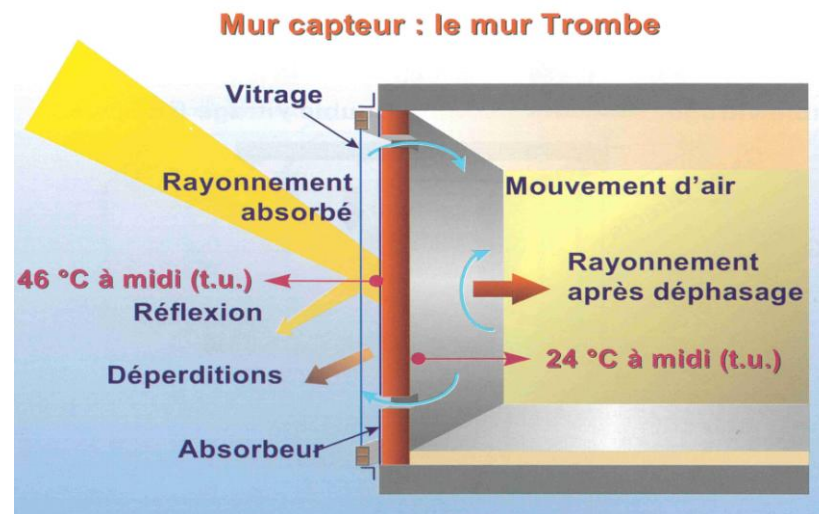 Mur capteur : le mur Trombe
Vitrage
Rayonnement
absorbé
Mouvement d'air
46 °C à midi (t.u.)
Réflexion
Rayonnement
après déphasage
Déperditions
24 °C à midi (t.u.)
Absorbeur